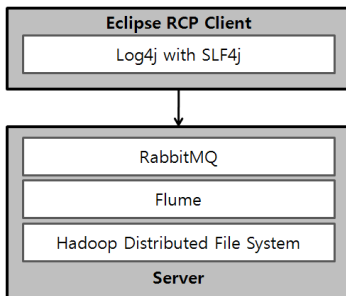 Eclipse RCP Client
Log4j with SLF4j
RabbitMQ
Flume
Hadoop Distributed File System
Server